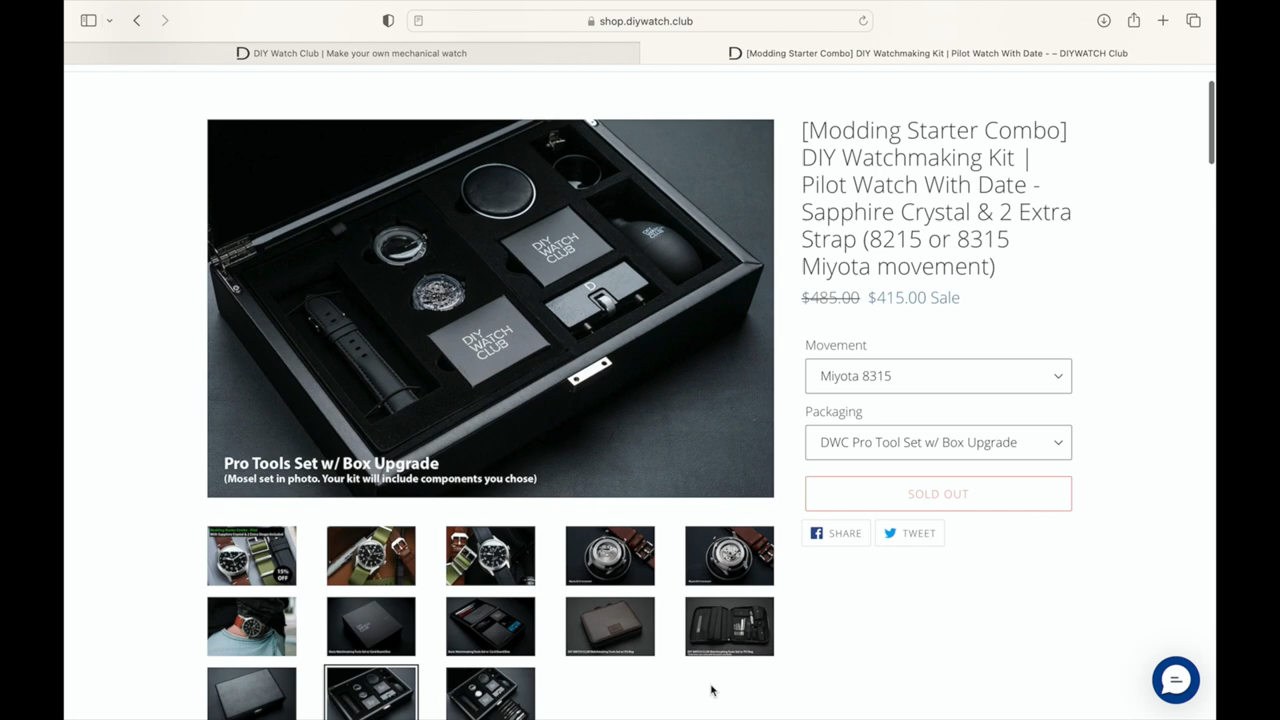 shop.diywatch.club
DIY Watch Club | Make your own mechanical watch
[Modding Starter Combo] DIY Watchmaking Kit | Pilot Watch With Date - – DIYWATCH Club
[Modding Starter Combo]
DIY Watchmaking Kit |
Pilot Watch With Date -
Sapphire Crystal & 2 Extra
Strap (8215 or 8315
Miyota movement)
$485.00 $415.00 Sale
Movement
Miyota 8315
Packaging
DWC Pro Tool Set w/ Box Upgrade
SOLD OUT
SHARE
TWEET
DIY
WATCH
CLUB
DIY
WATCH
CLUB
Pro Tools Set w/ Box Upgrade
(Mosel set in photo. Your kit will include components you chose)
15%
OFF